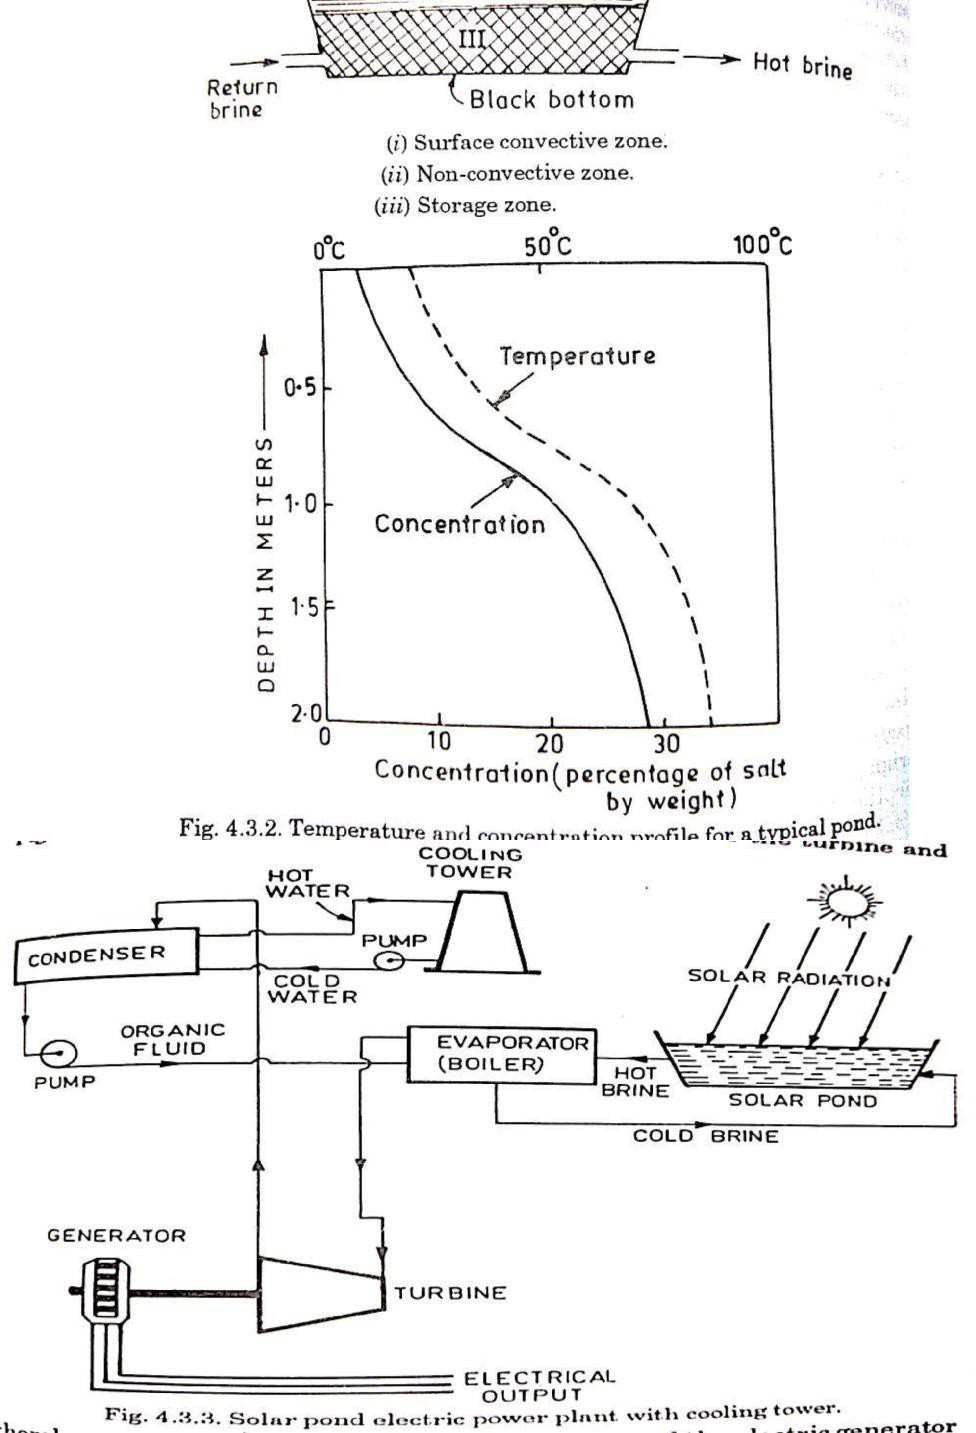 III
Return
brine
Hot brine
Black bottom
(i) Surface convective zone.
(ii) Non-convective zone.
(iii) Storage zone.
0°C 50°C 100°C
Temperature
Concentration
DEPTH IN METERS
0·5
1·0
1·5
2·0
0 10 20 30
Concentration (percentage of salt
by weight)
Fig. 4.3.2. Temperature and concentration profile for a typical pond.
turbine and
COOLING
TOWER
HOT
WATER
PUMP
CONDENSER
COLD
WATER
SOLAR RADIATION
ORGANIC
FLUID
PUMP
EVAPORATOR
(BOILER)
HOT
BRINE
SOLAR POND
COLD BRINE
GENERATOR
TURBINE
ELECTRICAL
OUTPUT
Fig. 4.3.3. Solar pond electric power plant with cooling tower.
electric generator